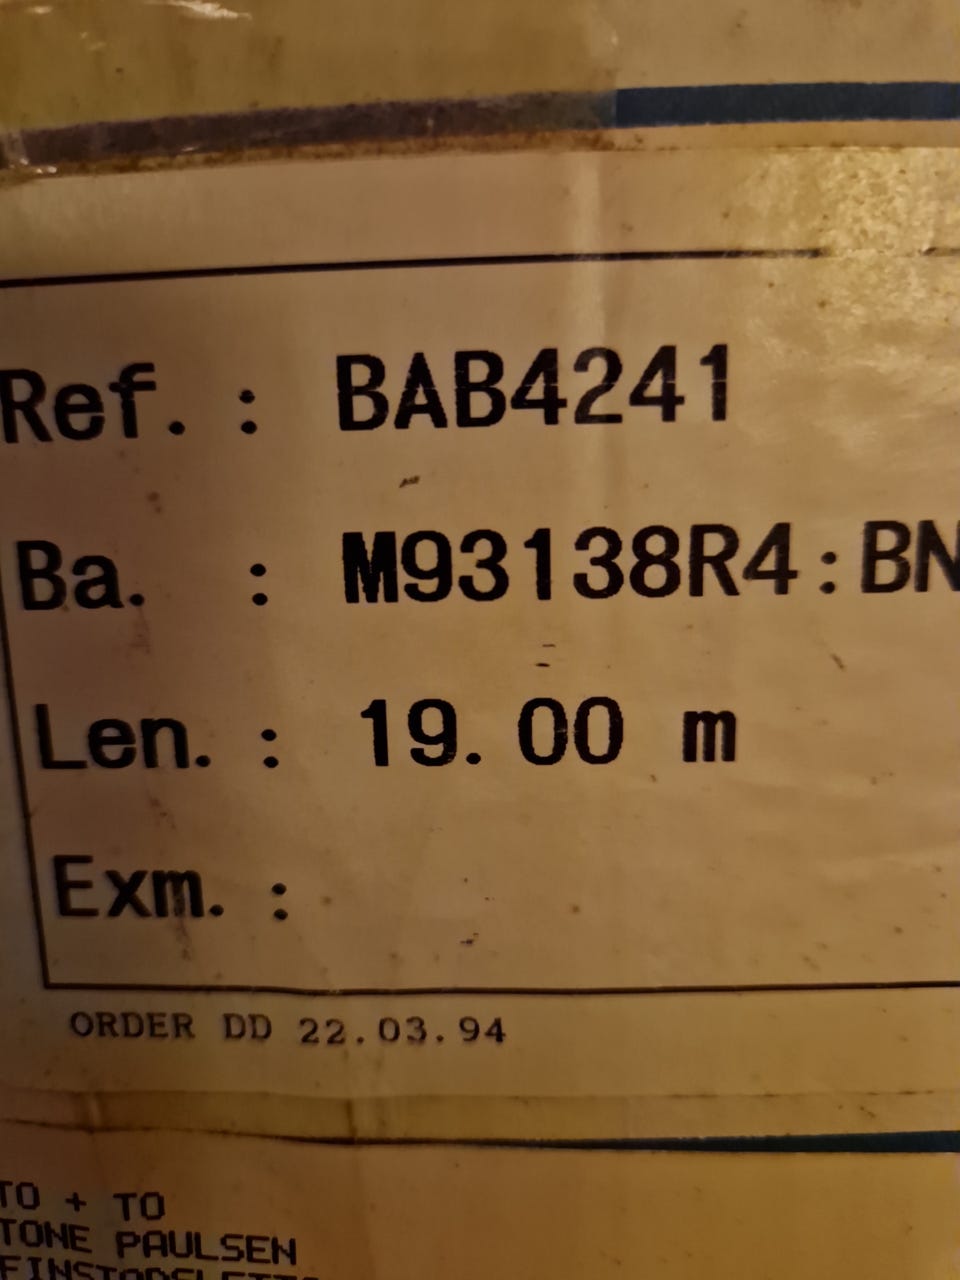 Ref. : BAB4241
Ba. : M93138R4:BN
Len. : 19.00 m
Exm. :
ORDER DD 22.03.94
TO + TO
TONE PAULSEN